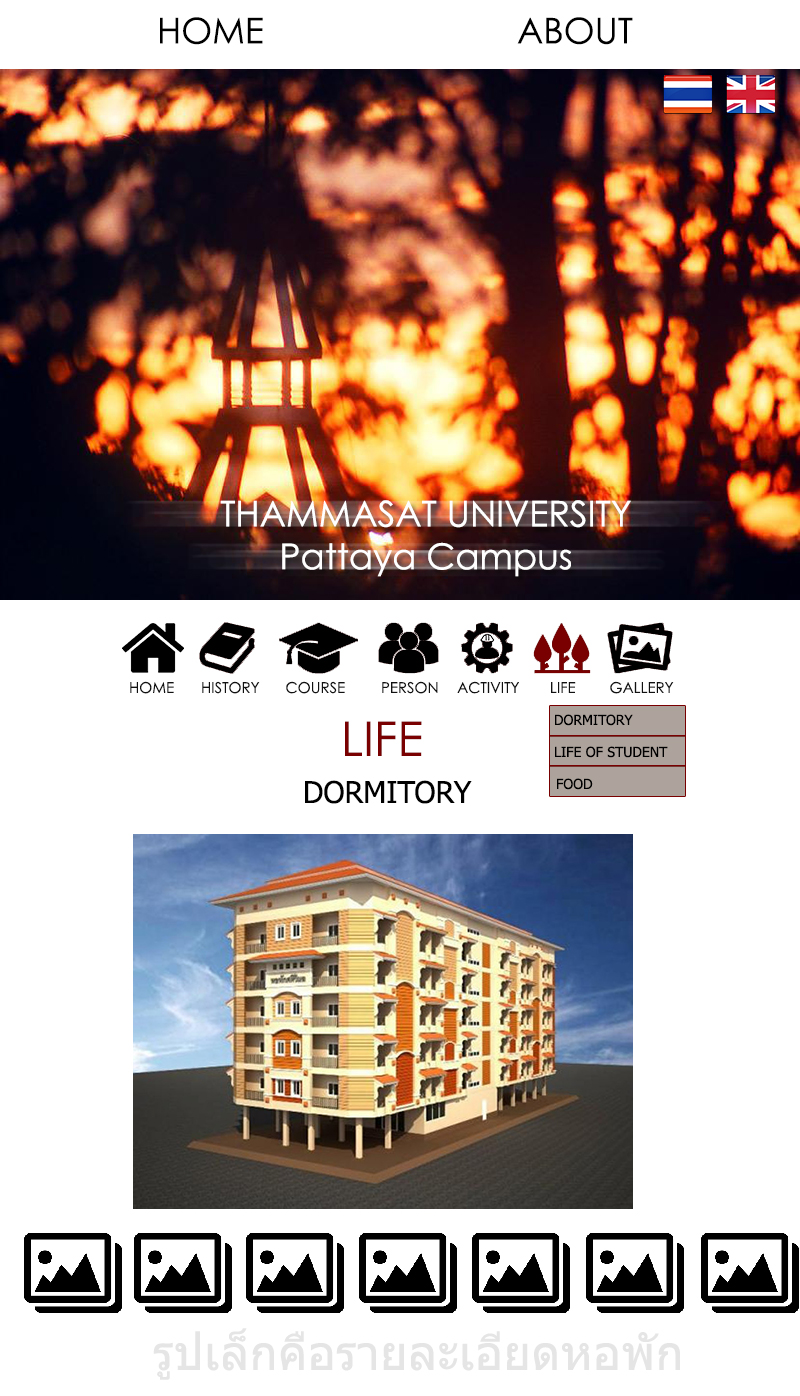 HOME ABOUT
THAMMASAT UNIVERSITY
Pattaya Campus
HOME HISTORY COURSE PERSON ACTIVITY LIFE GALLERY
LIFE
DORMITORY
DORMITORY
LIFE OF STUDENT
FOOD
รูปเล็กคือรายละเอียดหอพัก